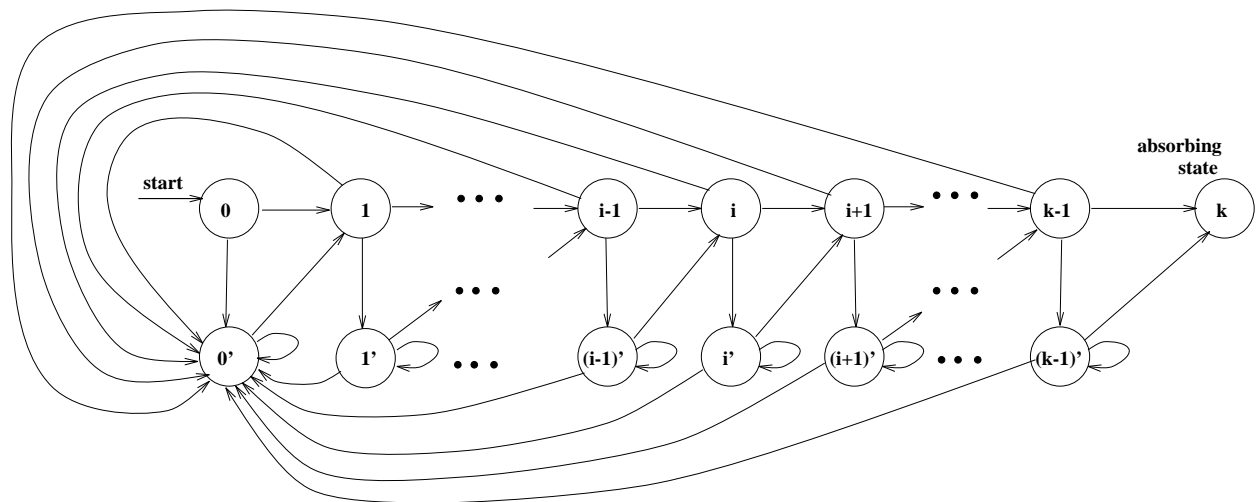 absorbing
state
start
0 1 • • • i-1 i i+1 • • • k-1 k
• • • • • •
0' 1' • • • (i-1)' i' (i+1)' • • • (k-1)'